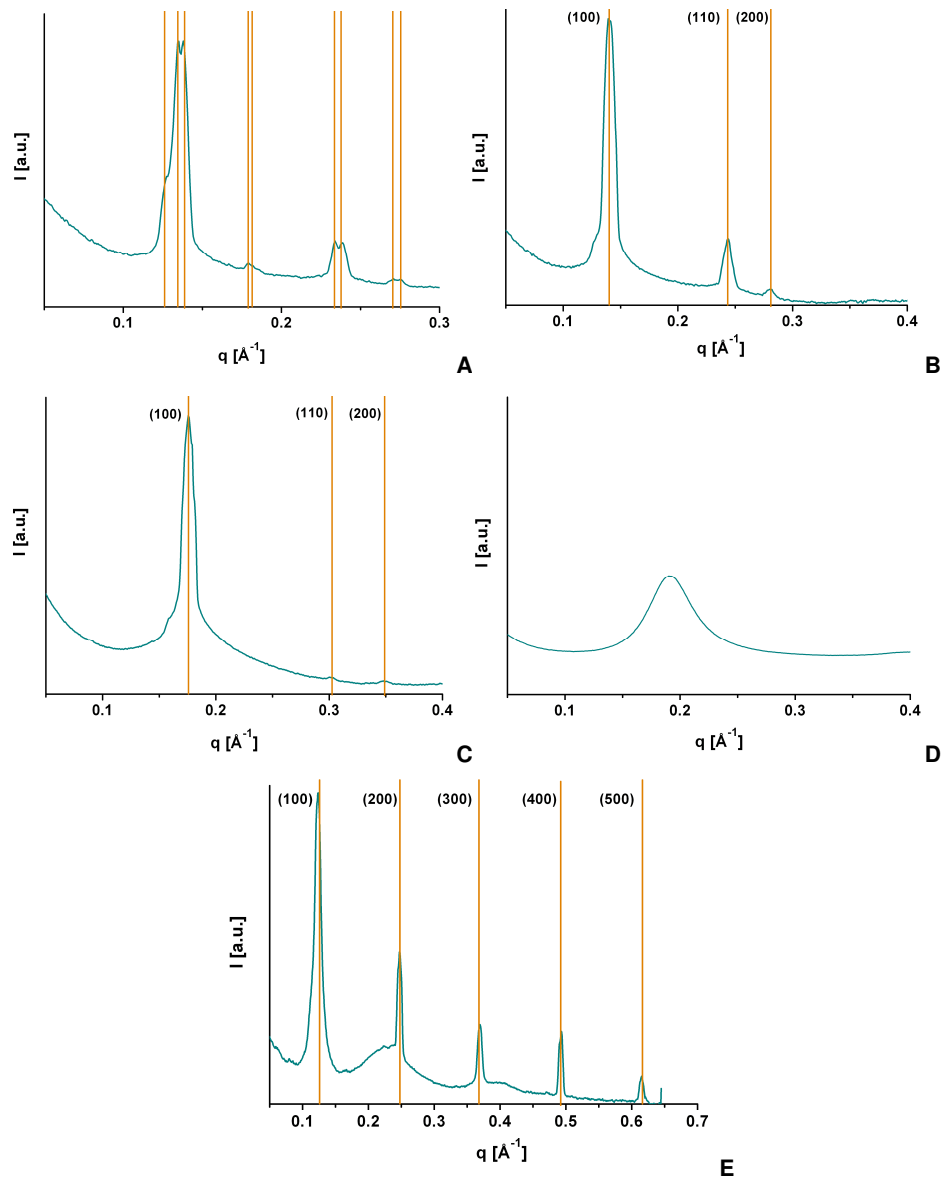 I [a.u.]
0.1 0.2 0.3
q [Å⁻¹]
A
(100) (110) (200)
I [a.u.]
0.1 0.2 0.3 0.4
q [Å⁻¹]
B
(100) (110) (200)
I [a.u.]
0.1 0.2 0.3 0.4
q [Å⁻¹]
C
I [a.u.]
0.1 0.2 0.3 0.4
q [Å⁻¹]
D
(100) (200) (300) (400) (500)
I [a.u.]
0.1 0.2 0.3 0.4 0.5 0.6 0.7
q [Å⁻¹]
E